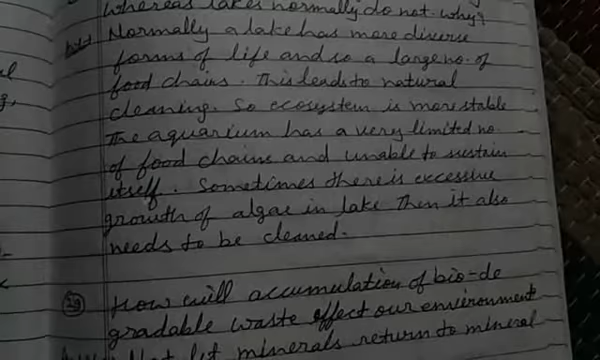 whereas lakes normally do not. why?
Normally a lake has more diverse
forms of life and so a large no. of
food chains. This leads to natural
cleaning. So ecosystem is more stable
The aquarium has a very limited no.
of food chains and unable to sustain
itself. Sometimes there is excessive
growth of algae in lake then it also
needs to be cleaned.
29 How will accumulation of bio-de
gradable waste effect our environment
let minerals return to mineral